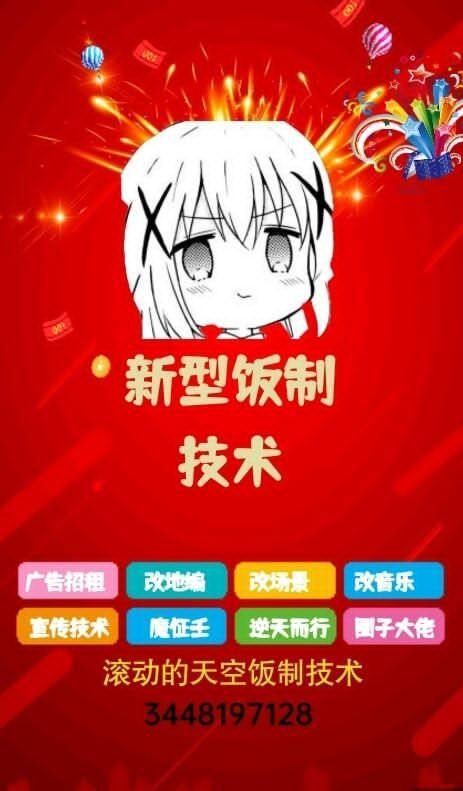 新型饭制
技术
广告招租 改地编 改场景 改音乐
宣传技术 魔怔壬 逆天而行 圈子大佬
滚动的天空饭制技术
3448197128